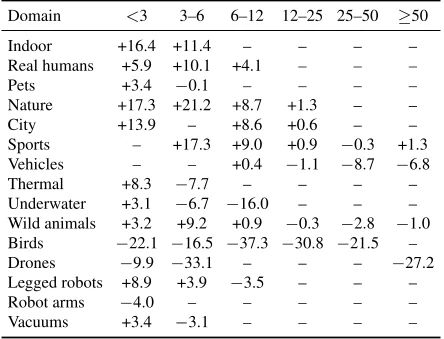 Domain <3 3–6 6–12 12–25 25–50 ≥50
Indoor +16.4 +11.4 – – – –
Real humans +5.9 +10.1 +4.1 – – –
Pets +3.4 −0.1 – – – –
Nature +17.3 +21.2 +8.7 +1.3 – –
City +13.9 – +8.6 +0.6 – –
Sports – +17.3 +9.0 +0.9 −0.3 +1.3
Vehicles – – +0.4 −1.1 −8.7 −6.8
Thermal +8.3 −7.7 – – – –
Underwater +3.1 −6.7 −16.0 – – –
Wild animals +3.2 +9.2 +0.9 −0.3 −2.8 −1.0
Birds −22.1 −16.5 −37.3 −30.8 −21.5 –
Drones −9.9 −33.1 – – – −27.2
Legged robots +8.9 +3.9 −3.5 – – –
Robot arms −4.0 – – – – –
Vacuums +3.4 −3.1 – – – –